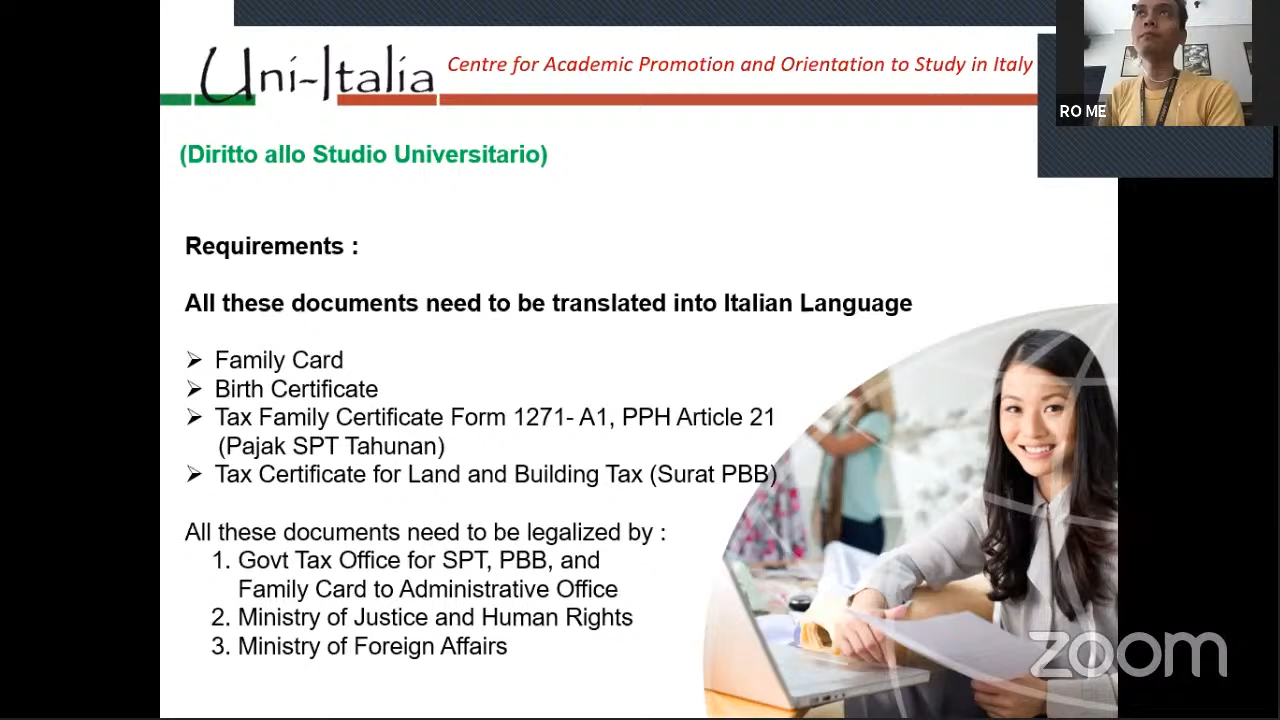 Uni-Italia
Centre for Academic Promotion and Orientation to Study in Italy
RO ME
(Diritto allo Studio Universitario)
Requirements :
All these documents need to be translated into Italian Language
➢ Family Card
➢ Birth Certificate
➢ Tax Family Certificate Form 1271- A1, PPH Article 21
(Pajak SPT Tahunan)
➢ Tax Certificate for Land and Building Tax (Surat PBB)
All these documents need to be legalized by :
1. Govt Tax Office for SPT, PBB, and
Family Card to Administrative Office
2. Ministry of Justice and Human Rights
3. Ministry of Foreign Affairs
zoom